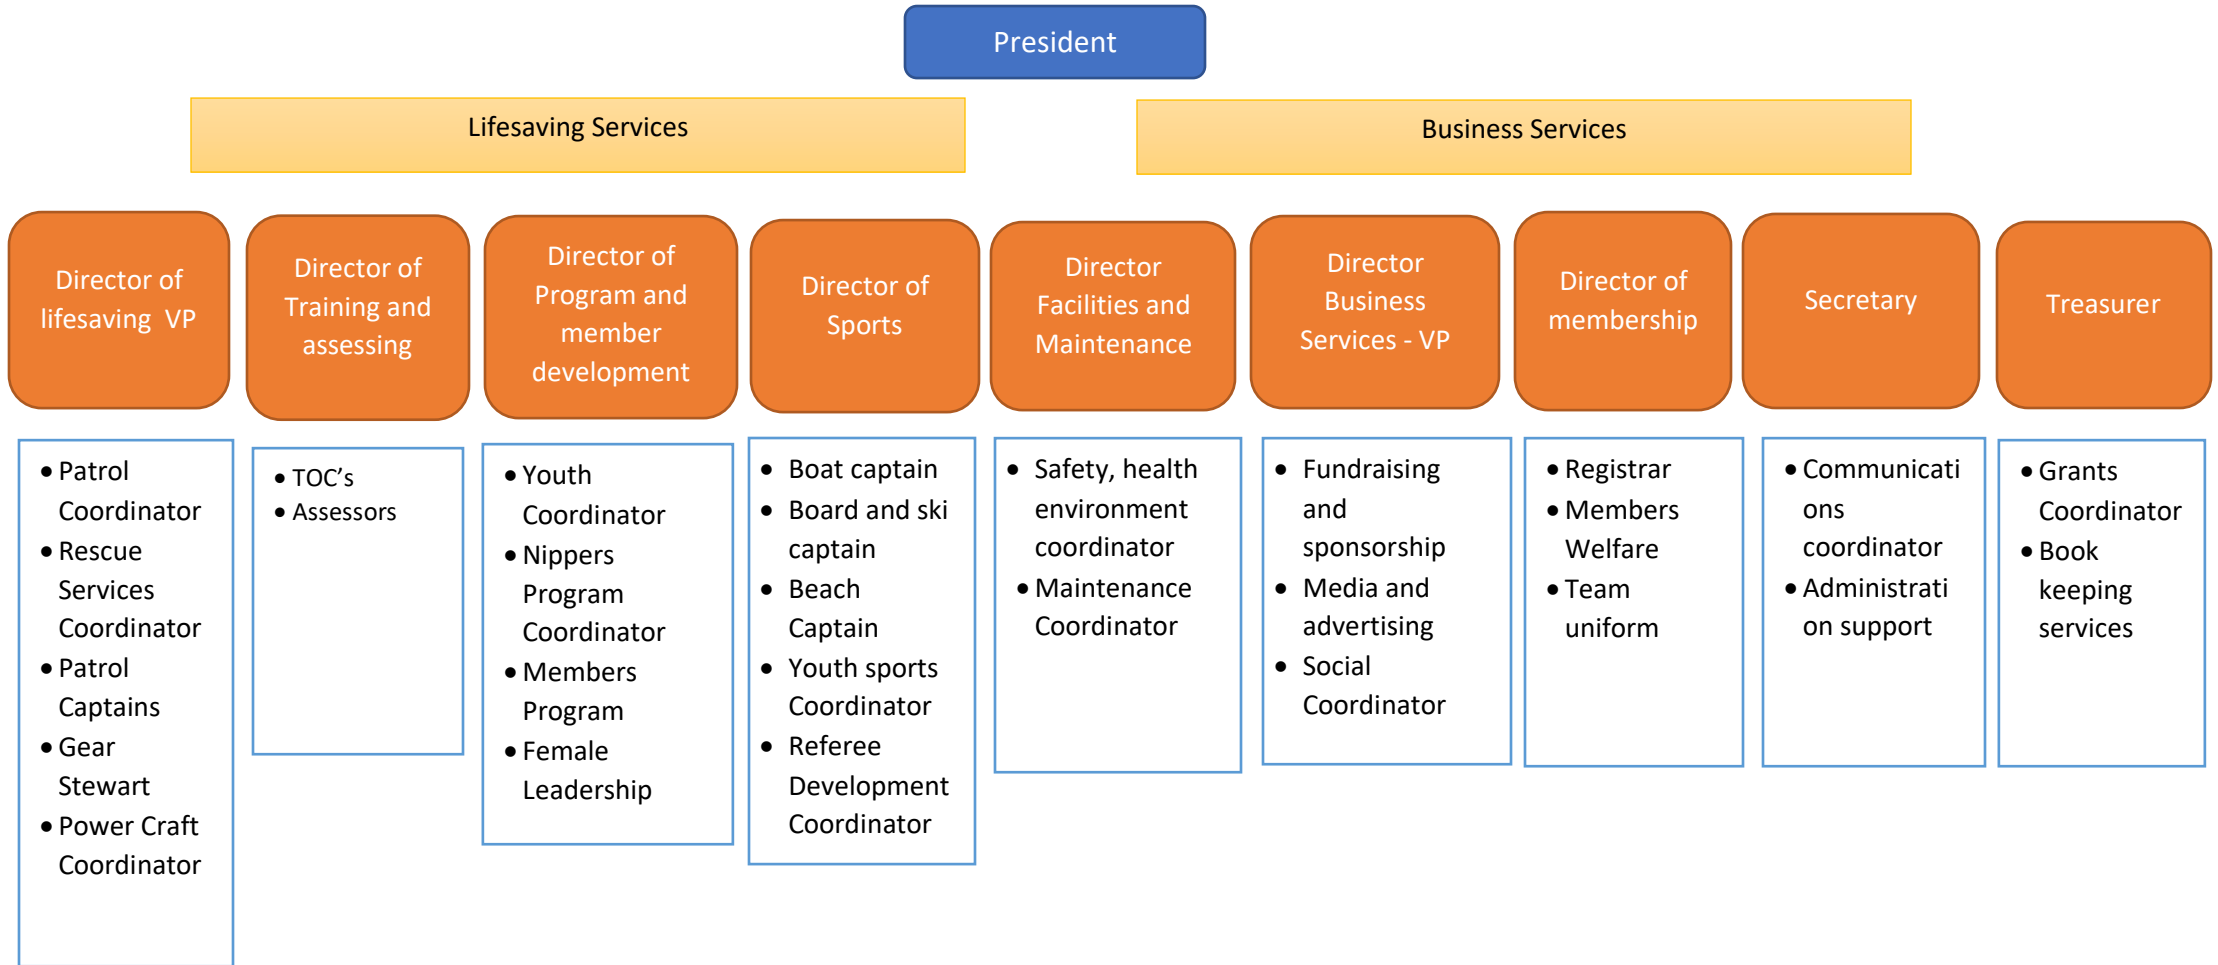 President
Lifesaving Services
Business Services
Director of
lifesaving  VP
Director of
Training and
assessing
Director of
Program and
member
development
Director of
Sports
Director
Facilities and
Maintenance
Director
Business
Services - VP
Director of
membership
Secretary
Treasurer
• Patrol
Coordinator
• Rescue
Services
Coordinator
• Patrol
Captains
• Gear
Stewart
• Power Craft
Coordinator
• TOC’s
• Assessors
• Youth
Coordinator
• Nippers
Program
Coordinator
• Members
Program
• Female
Leadership
• Boat captain
• Board and ski
captain
• Beach
Captain
• Youth sports
Coordinator
• Referee
Development
Coordinator
• Safety, health
environment
coordinator
• Maintenance
Coordinator
• Fundraising
and
sponsorship
• Media and
advertising
• Social
Coordinator
• Registrar
• Members
Welfare
• Team
uniform
• Communicati
ons
coordinator
• Administrati
on support
• Grants
Coordinator
• Book
keeping
services